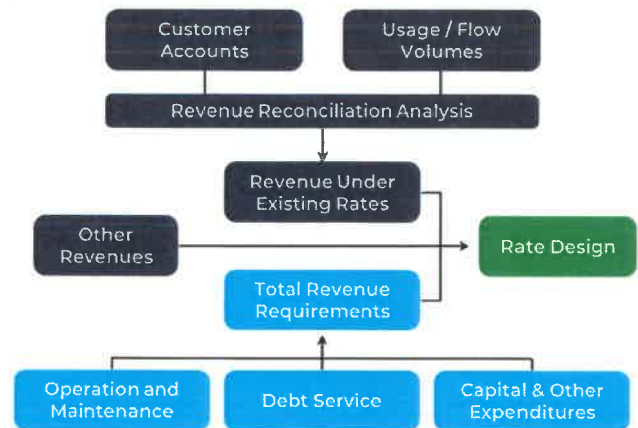 Customer
Accounts
Usage / Flow
Volumes
Revenue Reconciliation Analysis
Revenue Under
Existing Rates
Other
Revenues
Rate Design
Total Revenue
Requirements
Operation and
Maintenance
Debt Service
Capital & Other
Expenditures